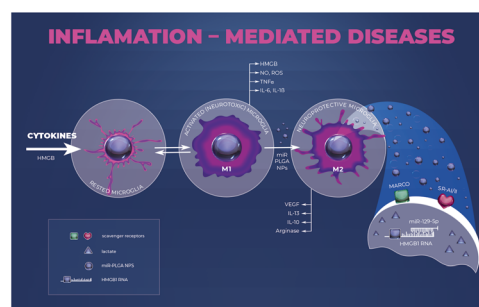 INFLAMATION – MEDIATED DISEASES
HMGB
NO, ROS
TNFα
IL-6, IL-1β
CYTOKINES
HMGB
RESTED MICROGLIA
ACTIVATED (NEUROTOXIC) MICROGLIA
M1
miR
PLGA
NPs
NEUROPROTECTIVE MICROGLIA
M2
VEGF
IL-13
IL-10
Arginase
MARCO
SR-AI/II
miR-129-5p
HMGB1 RNA
scavenger receptors
lactate
miR-PLGA NPS
HMGB1 RNA